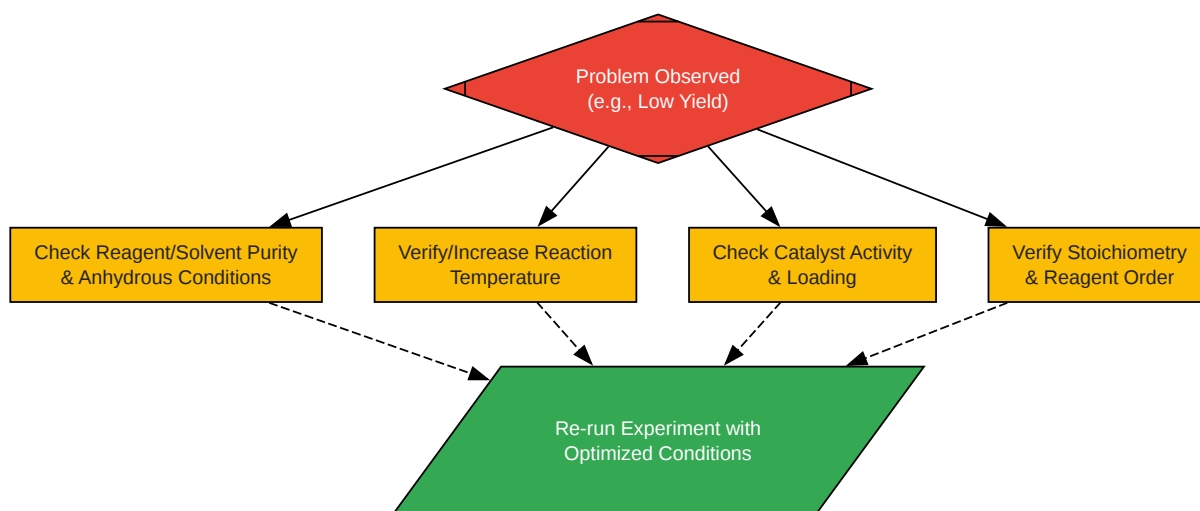 Problem Observed
(e.g., Low Yield)
Check Reagent/Solvent Purity
& Anhydrous Conditions
Verify/Increase Reaction
Temperature
Check Catalyst Activity
& Loading
Verify Stoichiometry
& Reagent Order
Re-run Experiment with
Optimized Conditions